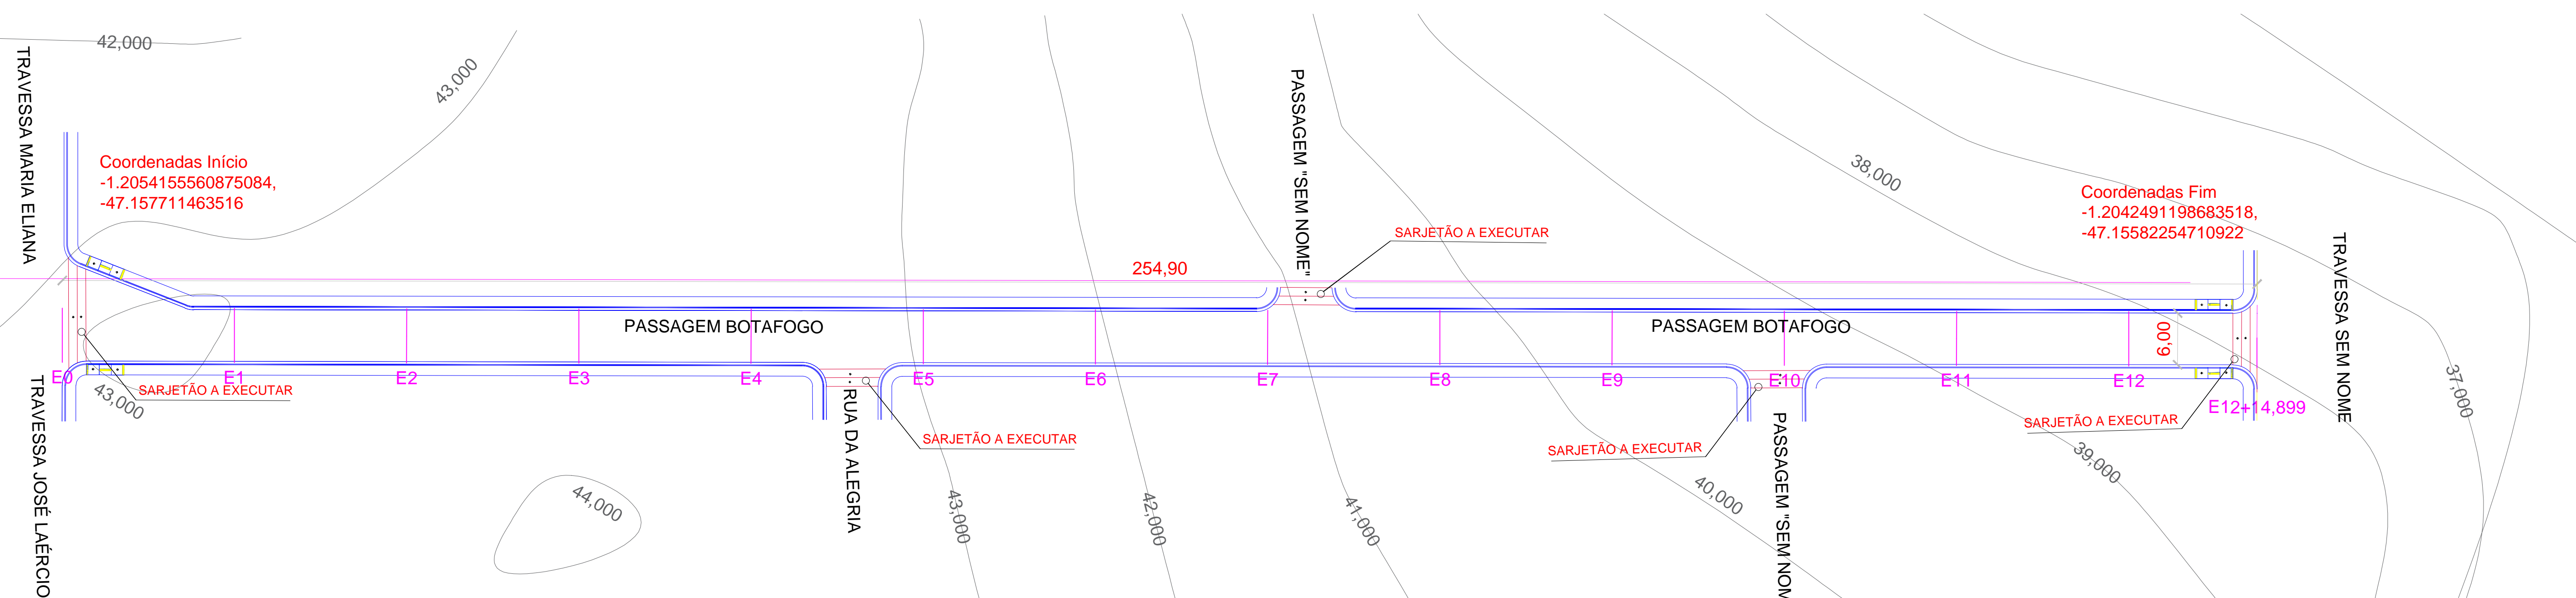 42,000
43,000
TRAVESSA MARIA ELIANA
Coordenadas Início
-1.2054155560875084,
-47.157711463516
254,90
PASSAGEM "SEM NOME"
SARJETÃO A EXECUTAR
38,000
Coordenadas Fim
-1.2042491198683518,
-47.15582254710922
TRAVESSA SEM NOME
PASSAGEM BOTAFOGO
PASSAGEM BOTAFOGO
6,00
E0
E1
E2
E3
E4
E5
E6
E7
E8
E9
E10
E11
E12
E12+14,899
SARJETÃO A EXECUTAR
43,000
TRAVESSA JOSÉ LAÉRCIO
RUA DA ALEGRIA
SARJETÃO A EXECUTAR
SARJETÃO A EXECUTAR
PASSAGEM "SEM NOM
SARJETÃO A EXECUTAR
37,000
44,000
43,000
42,000
41,000
40,000
39,000